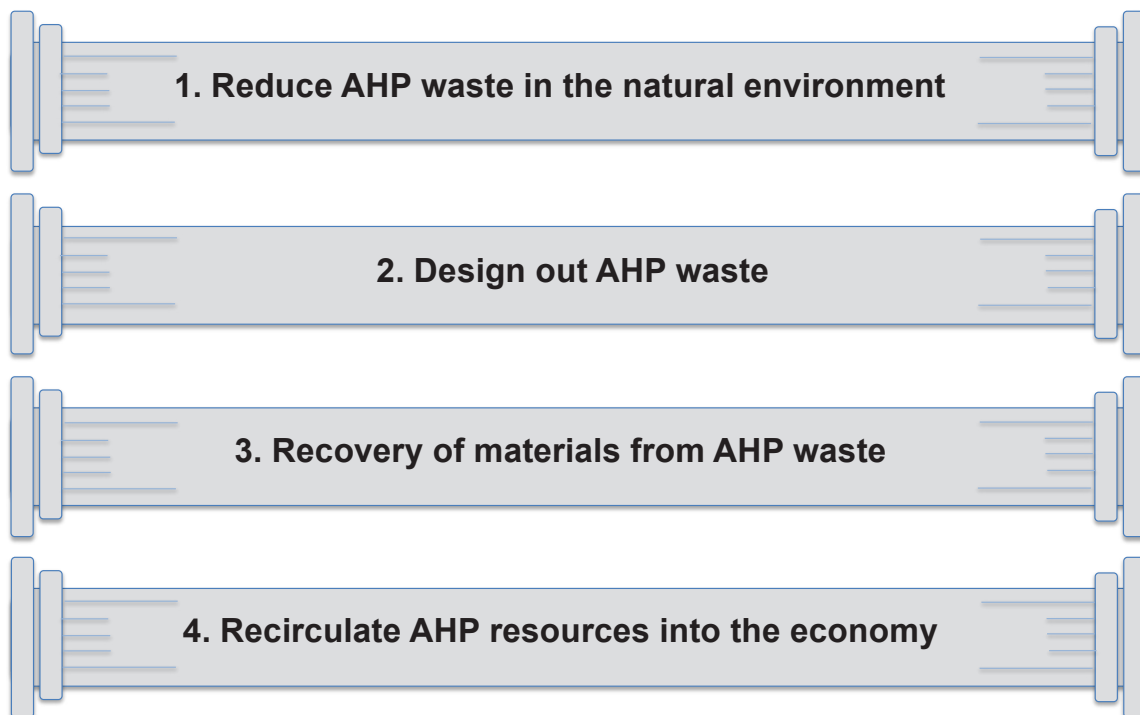 1. Reduce AHP waste in the natural environment
2. Design out AHP waste
3. Recovery of materials from AHP waste
4. Recirculate AHP resources into the economy